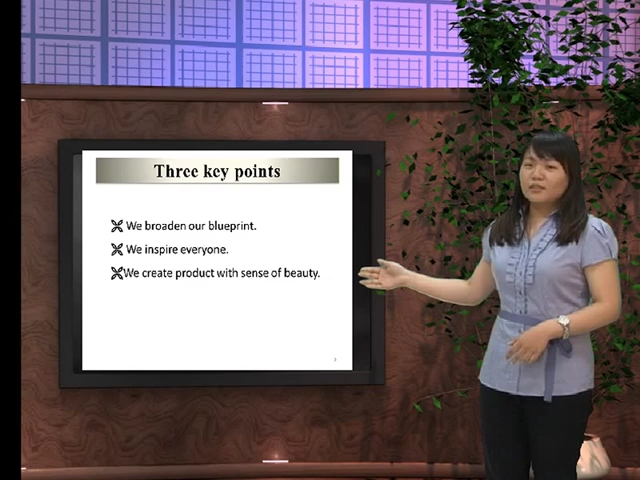 Three key points
We broaden our blueprint.
We inspire everyone.
We create product with sense of beauty.